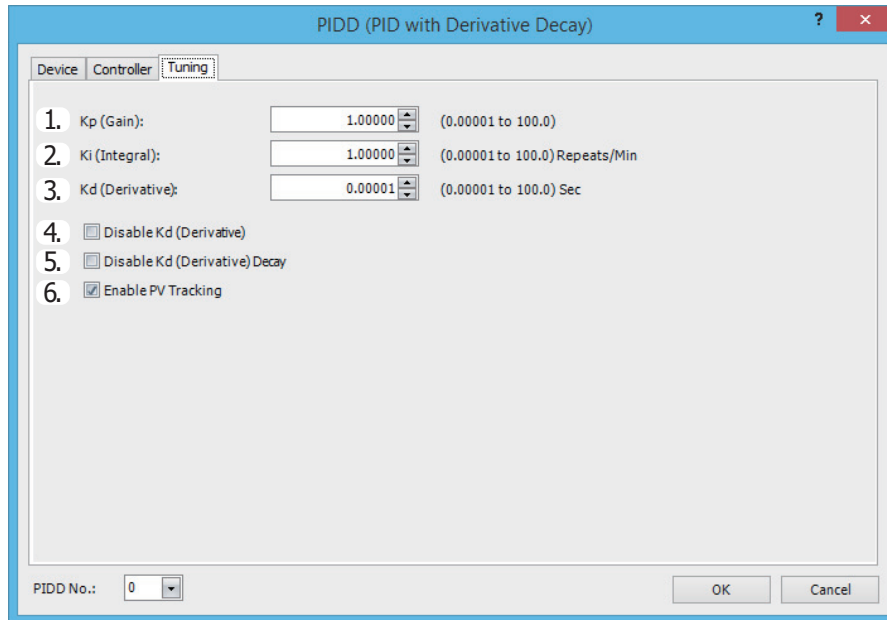 PIDD (PID with Derivative Decay)
?
Device Controller Tuning
1. Kp (Gain): 1.00000 (0.00001 to 100.0)
2. Ki (Integral): 1.00000 (0.00001 to 100.0) Repeats/Min
3. Kd (Derivative): 0.00001 (0.00001 to 100.0) Sec
4. Disable Kd (Derivative)
5. Disable Kd (Derivative) Decay
6. Enable PV Tracking
PIDD No.: 0 OK Cancel